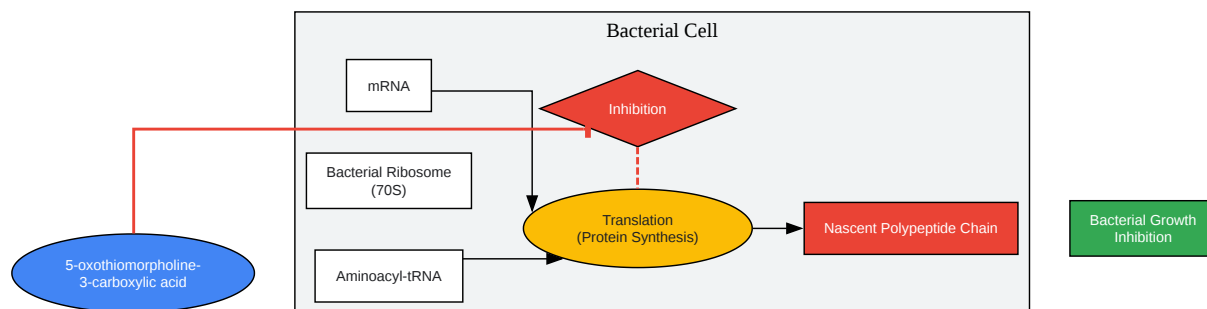 Bacterial Cell
mRNA
Inhibition
Bacterial Ribosome
(70S)
Translation
(Protein Synthesis)
Nascent Polypeptide Chain
Bacterial Growth
Inhibition
5-oxothiomorpholine-
3-carboxylic acid
Aminoacyl-tRNA